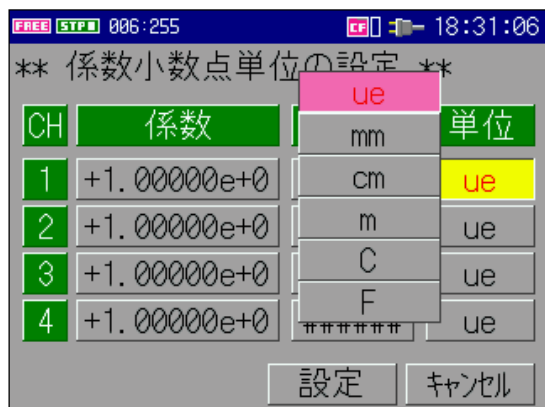 FREE STPD 006:255 CF 18:31:06
** 係数小数点単位の設定 **
CH 係数 単位
ue
mm
cm
m
C
F
1 +1.00000e+0 ue
2 +1.00000e+0 ue
3 +1.00000e+0 ue
4 +1.00000e+0 ###### ue
設定 キャンセル